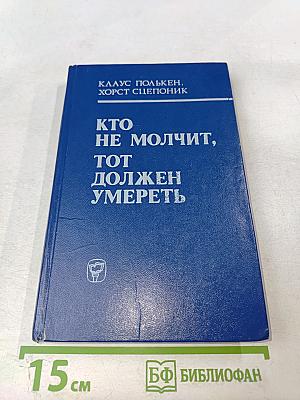 КЛАУС ПОЛЬКЕН,
ХОРСТ СЦЕПОНИК
КТО
НЕ МОЛЧИТ,
ТОТ
ДОЛЖЕН
УМЕРЕТЬ
15 см
БФ БИБЛИОФАН